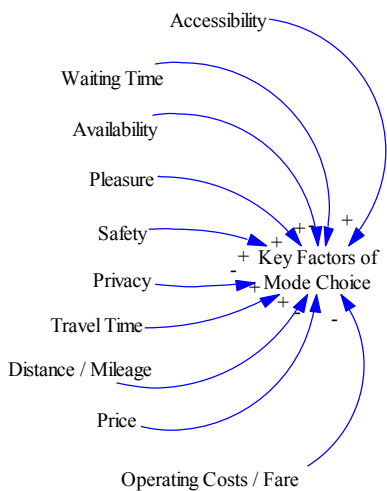 Accessibility
Waiting Time
Availability
Pleasure
Safety
Privacy
Travel Time
Distance / Mileage
Price
Operating Costs / Fare
Key Factors of
Mode Choice
+
+
-
+
+
-
+
+
-
-